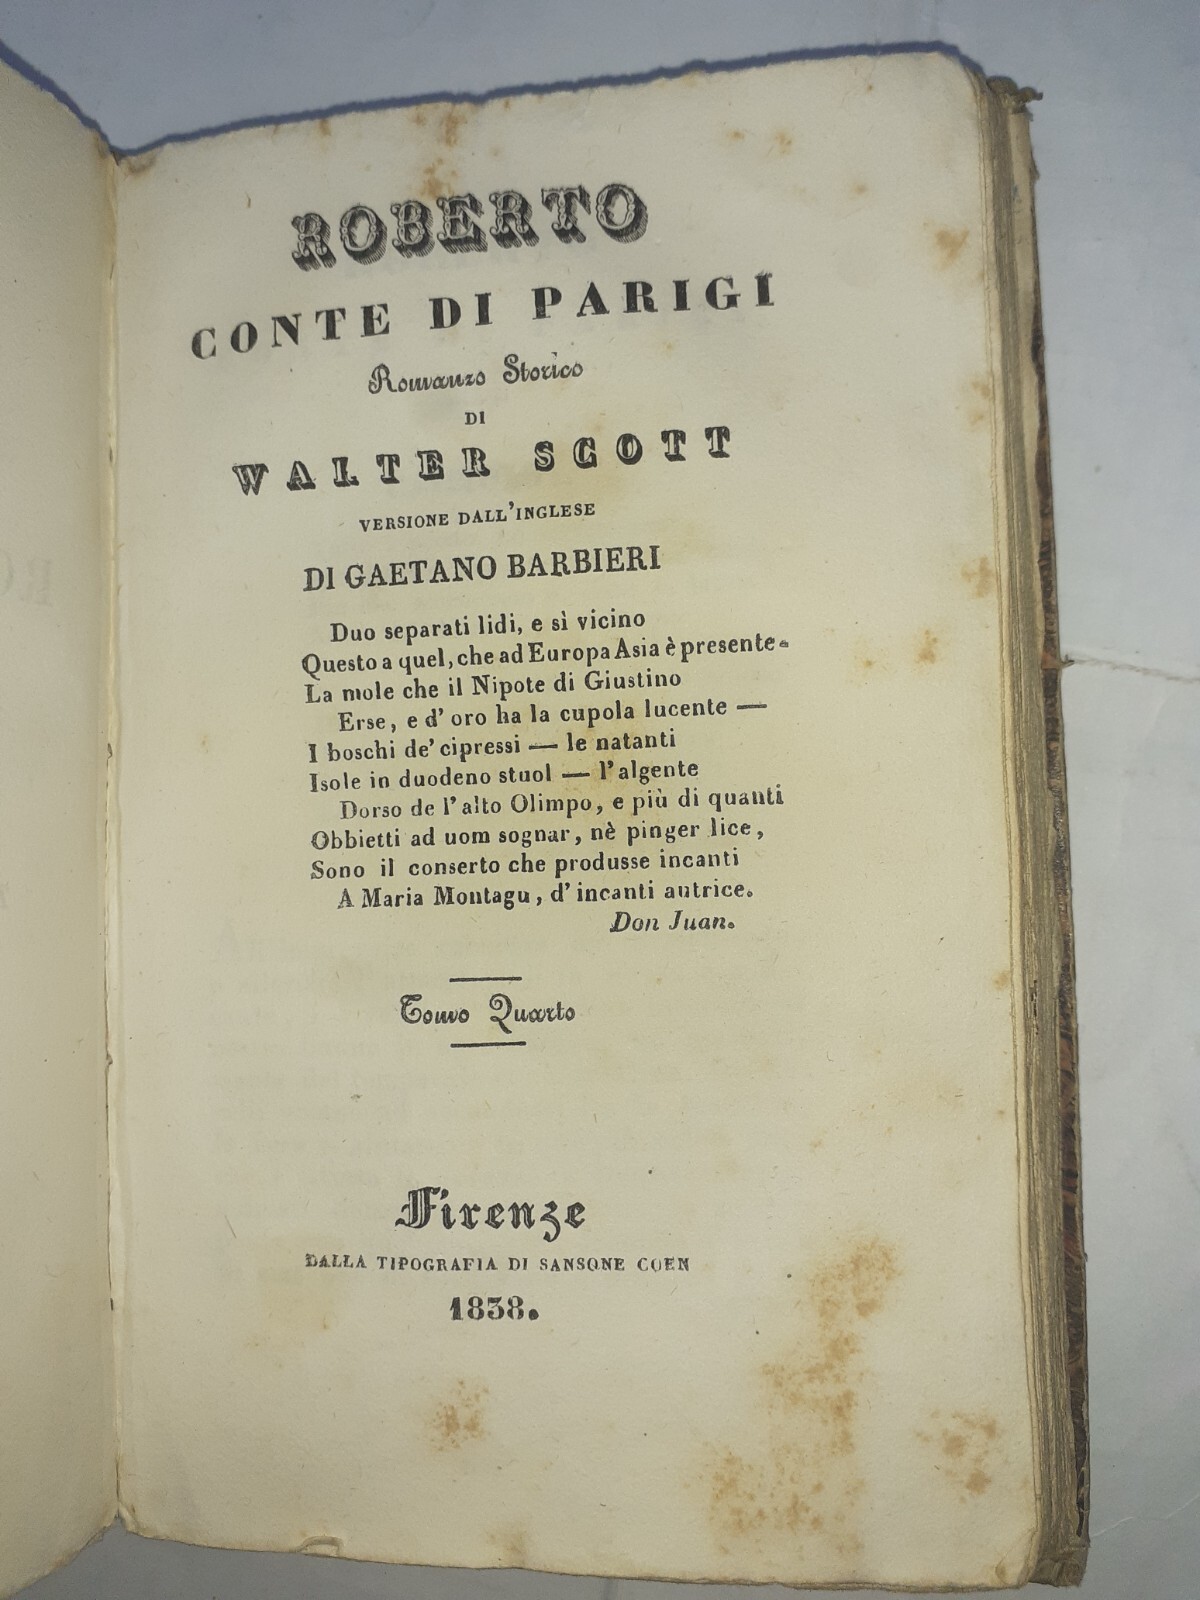 ROBERTO
CONTE DI PARIGI
Romanzo Storico
DI
WALTER SCOTT
VERSIONE DALL'INGLESE
DI GAETANO BARBIERI
Duo separati lidi, e sì vicino
Questo a quel, che ad Europa Asia è presente.
La mole che il Nipote di Giustino
Erse, e d'oro ha la cupola lucente —
I boschi de' cipressi — le natanti
Isole in duodeno stuol — l'algente
Dorso de l'alto Olimpo, e più di quanti
Obbietti ad uom sognar, nè pinger lice,
Sono il conserto che produsse incanti
A Maria Montagu, d'incanti autrice.
Don Juan.
Tomo Quarto
Firenze
DALLA TIPOGRAFIA DI SANSONE COEN
1838.